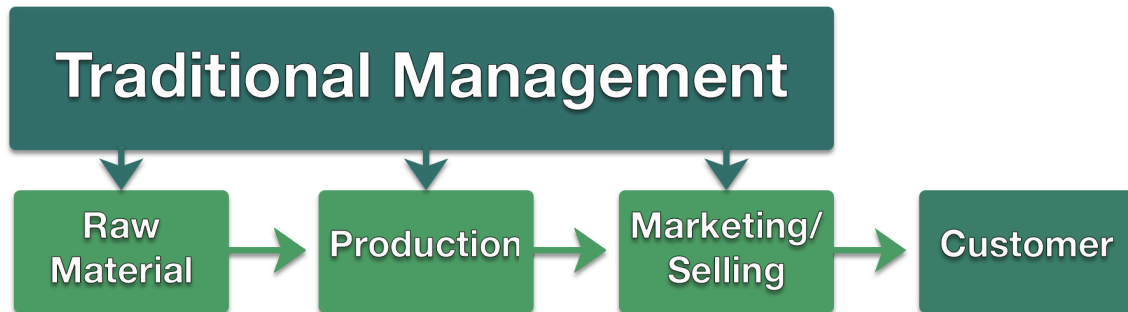 Traditional Management
Raw
Material
Production
Marketing/
Selling
Customer